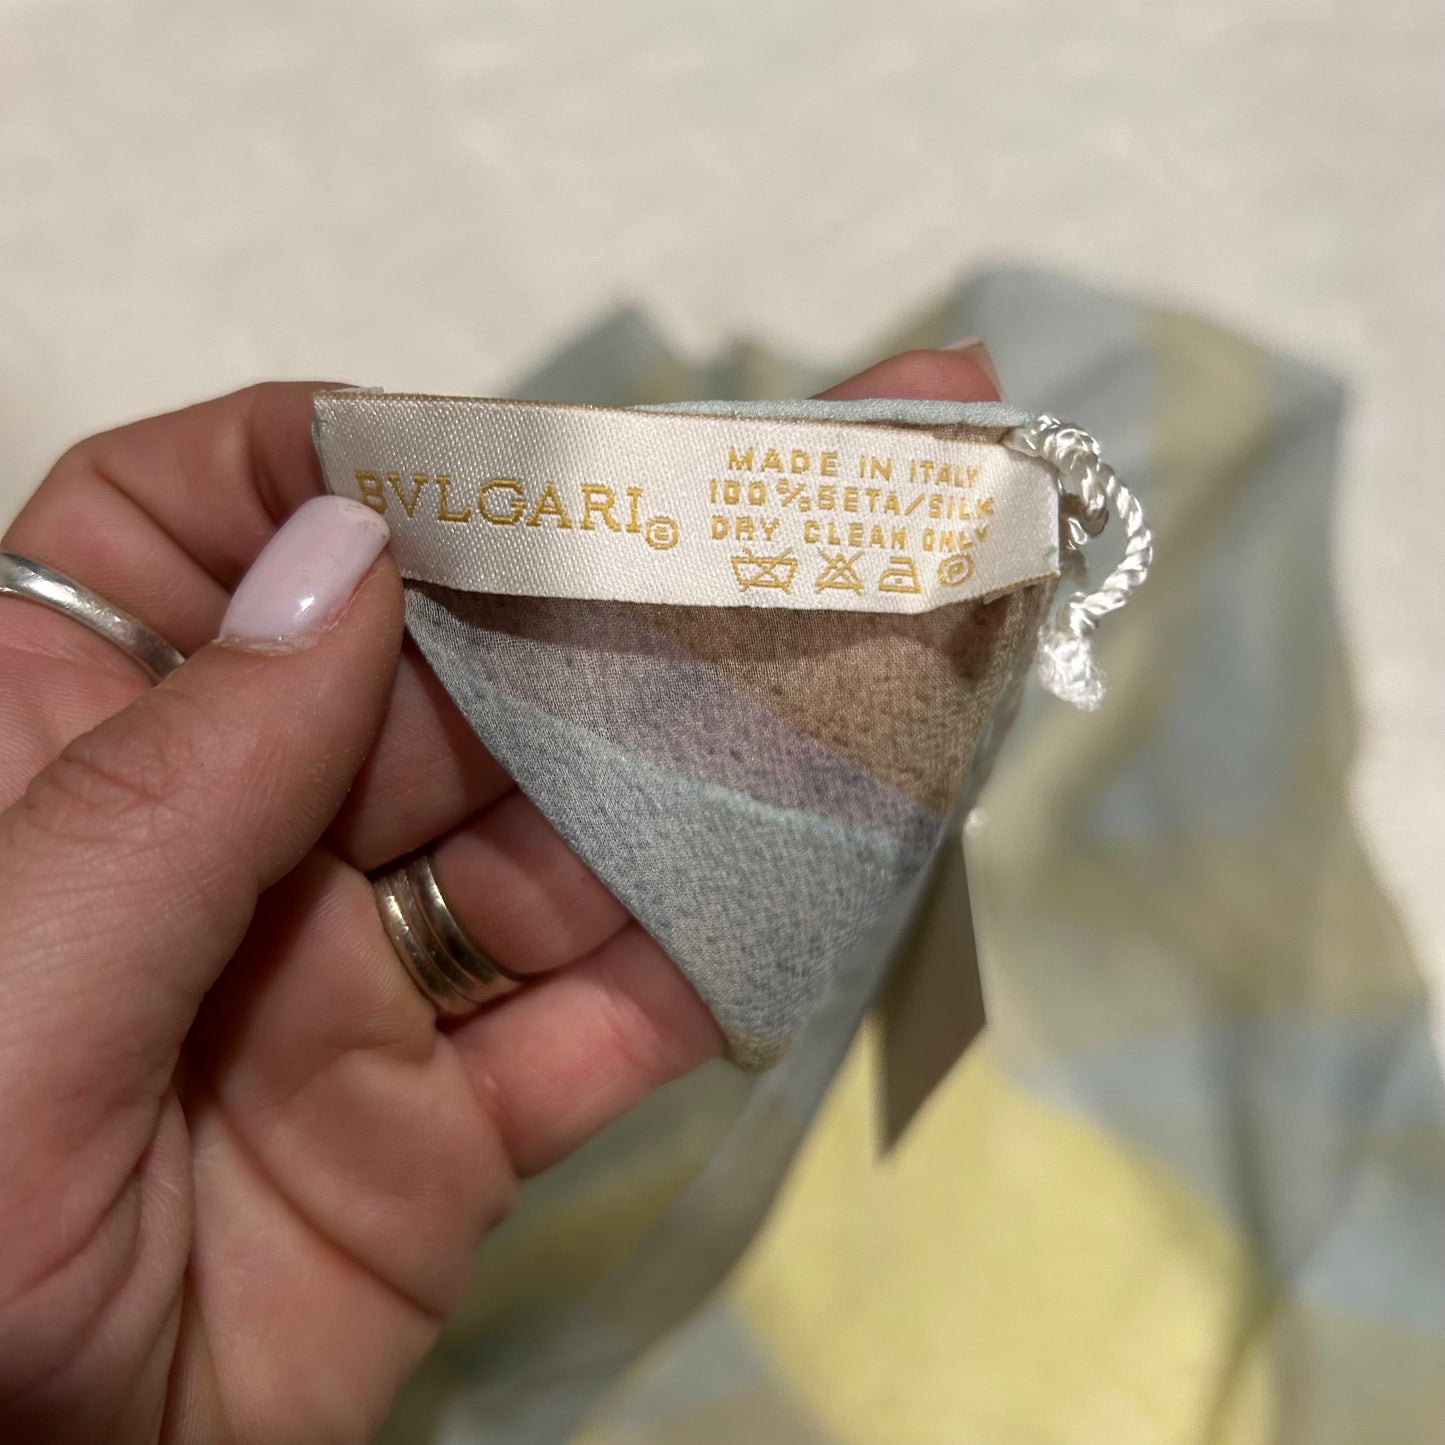 BVLGARI®
MADE IN ITALY
100%SETA/SILK
DRY CLEAN ONLY
P